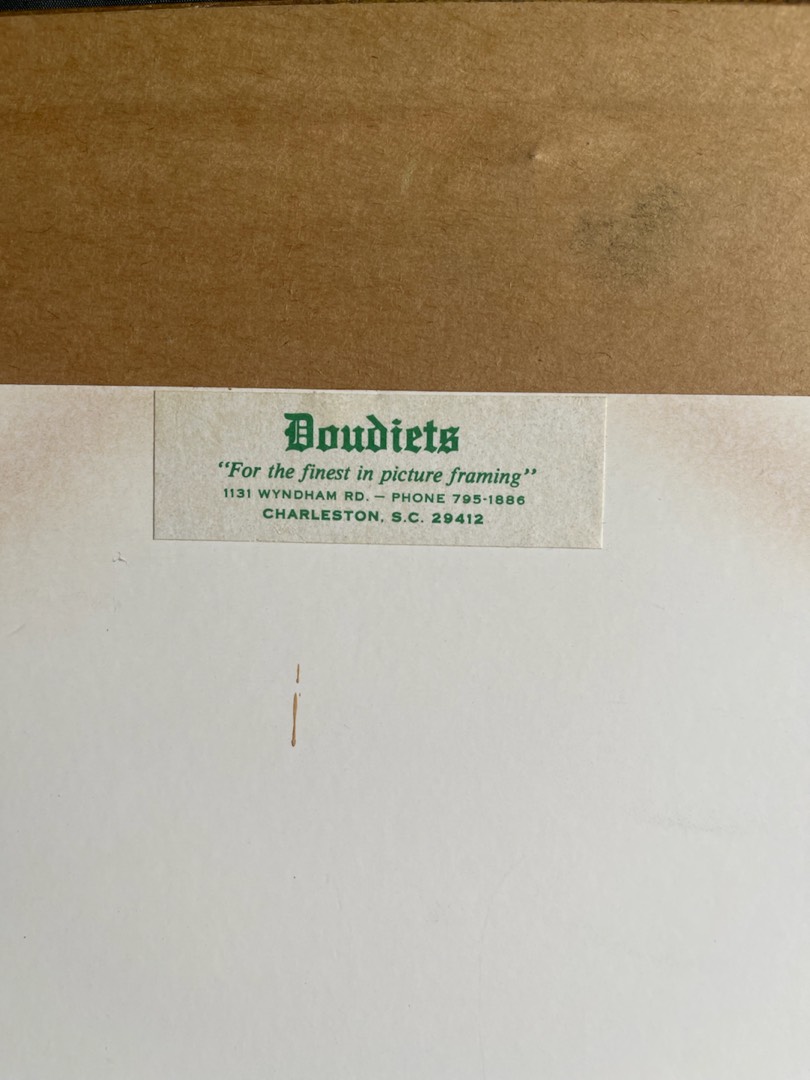 Doudiets
“For the finest in picture framing”
1131 WYNDHAM RD. — PHONE 795-1886
CHARLESTON, S.C. 29412